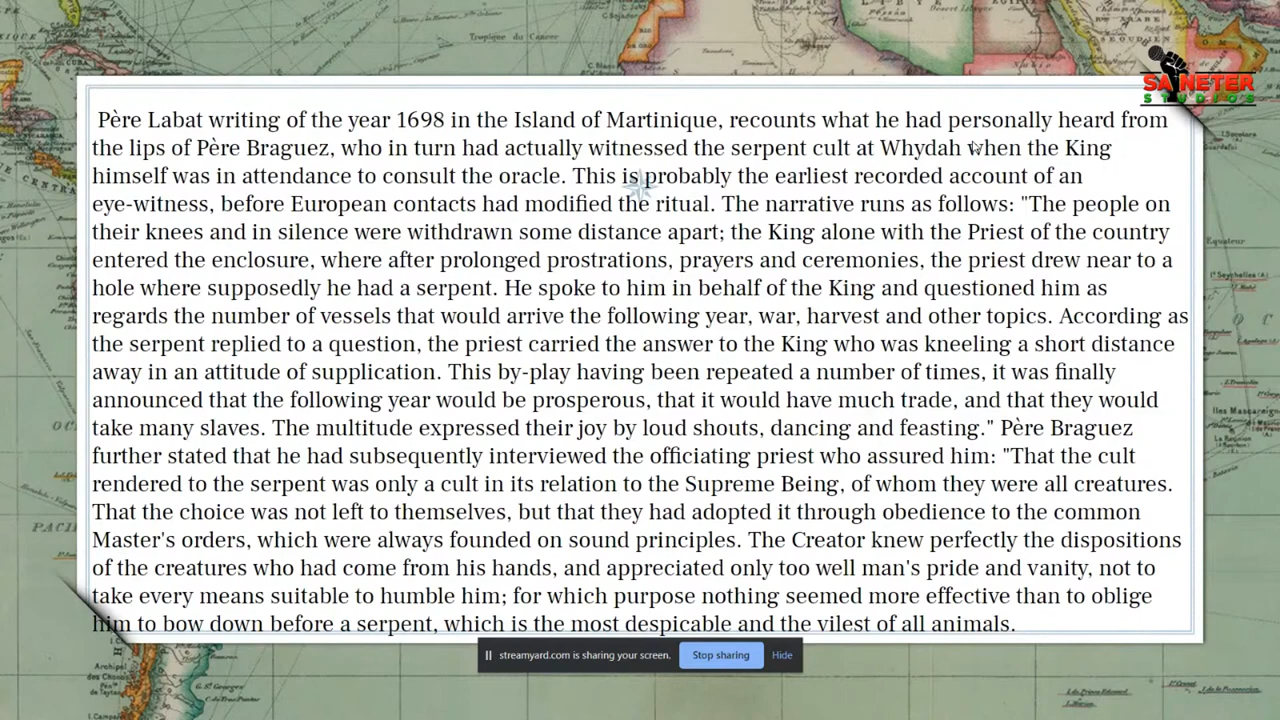 Père Labat writing of the year 1698 in the Island of Martinique, recounts what he had personally heard from
the lips of Père Braguez, who in turn had actually witnessed the serpent cult at Whydah when the King
himself was in attendance to consult the oracle. This is probably the earliest recorded account of an
eye-witness, before European contacts had modified the ritual. The narrative runs as follows: "The people on
their knees and in silence were withdrawn some distance apart; the King alone with the Priest of the country
entered the enclosure, where after prolonged prostrations, prayers and ceremonies, the priest drew near to a
hole where supposedly he had a serpent. He spoke to him in behalf of the King and questioned him as
regards the number of vessels that would arrive the following year, war, harvest and other topics. According as
the serpent replied to a question, the priest carried the answer to the King who was kneeling a short distance
away in an attitude of supplication. This by-play having been repeated a number of times, it was finally
announced that the following year would be prosperous, that it would have much trade, and that they would
take many slaves. The multitude expressed their joy by loud shouts, dancing and feasting." Père Braguez
further stated that he had subsequently interviewed the officiating priest who assured him: "That the cult
rendered to the serpent was only a cult in its relation to the Supreme Being, of whom they were all creatures.
That the choice was not left to themselves, but that they had adopted it through obedience to the common
Master's orders, which were always founded on sound principles. The Creator knew perfectly the dispositions
of the creatures who had come from his hands, and appreciated only too well man's pride and vanity, not to
take every means suitable to humble him; for which purpose nothing seemed more effective than to oblige
him to bow down before a serpent, which is the most despicable and the vilest of all animals.
SA NETER
STUDIOS
streamyard.com is sharing your screen.
Stop sharing
Hide
Tropique du Cancer
Equateur
PACI
Archipel